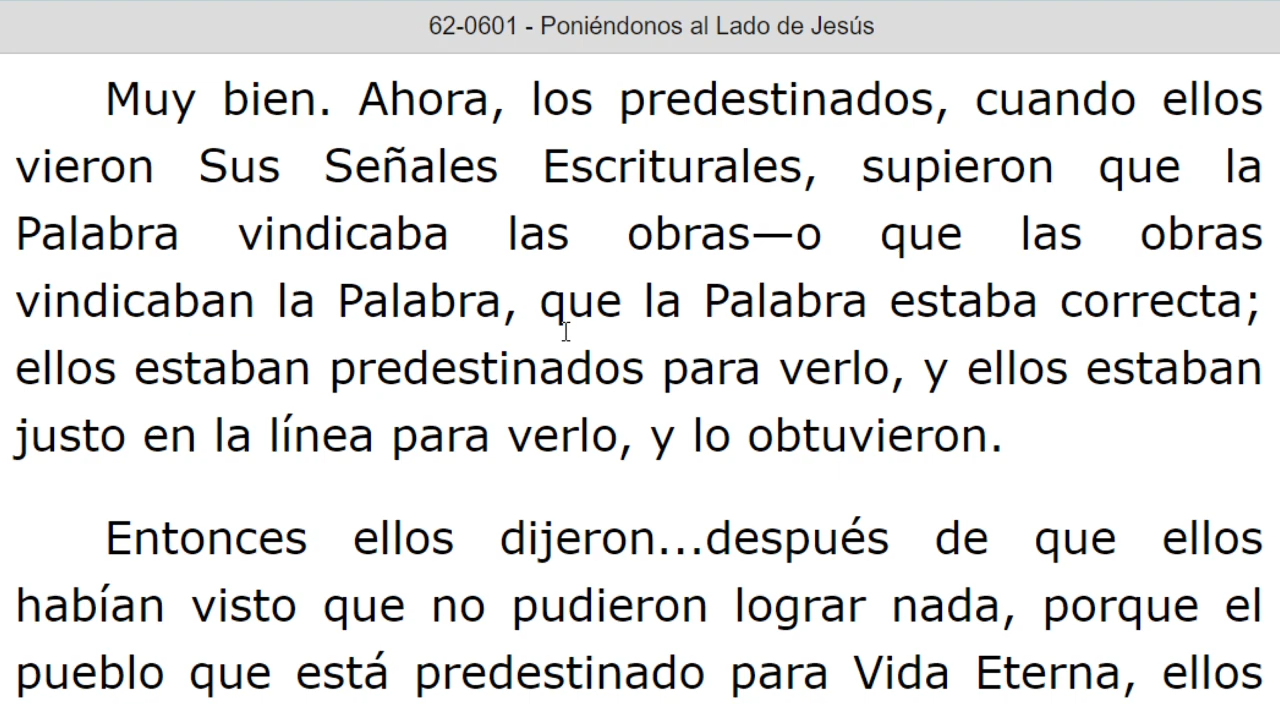 62-0601 - Poniéndonos al Lado de Jesús
Muy bien. Ahora, los predestinados, cuando ellos
vieron Sus Señales Escriturales, supieron que la
Palabra vindicaba las obras—o que las obras
vindicaban la Palabra, que la Palabra estaba correcta;
ellos estaban predestinados para verlo, y ellos estaban
justo en la línea para verlo, y lo obtuvieron.
Entonces ellos dijeron...después de que ellos
habían visto que no pudieron lograr nada, porque el
pueblo que está predestinado para Vida Eterna, ellos